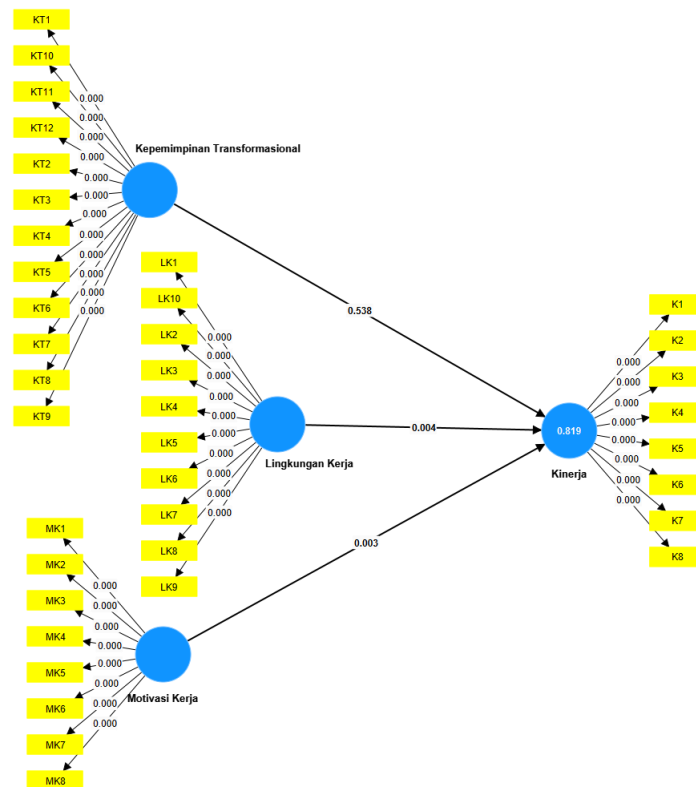 KT1
KT10
KT11
KT12
KT2
KT3
KT4
KT5
KT6
KT7
KT8
KT9
0.000
0.000
0.000
0.000
0.000
0.000
0.000
0.000
0.000
0.000
0.000
0.000
Kepemimpinan Transformasional
LK1
LK10
LK2
LK3
LK4
LK5
LK6
LK7
LK8
LK9
0.000
0.000
0.000
0.000
0.000
0.000
0.000
0.000
0.000
0.000
Lingkungan Kerja
MK1
MK2
MK3
MK4
MK5
MK6
MK7
MK8
0.000
0.000
0.000
0.000
0.000
0.000
0.000
0.000
Motivasi Kerja
0.538
0.004
0.003
0.819
Kinerja
0.000
0.000
0.000
0.000
0.000
0.000
0.000
0.000
K1
K2
K3
K4
K5
K6
K7
K8